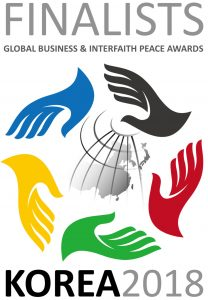 FINALISTS
GLOBAL BUSINESS & INTERFAITH PEACE AWARDS
KOREA2018